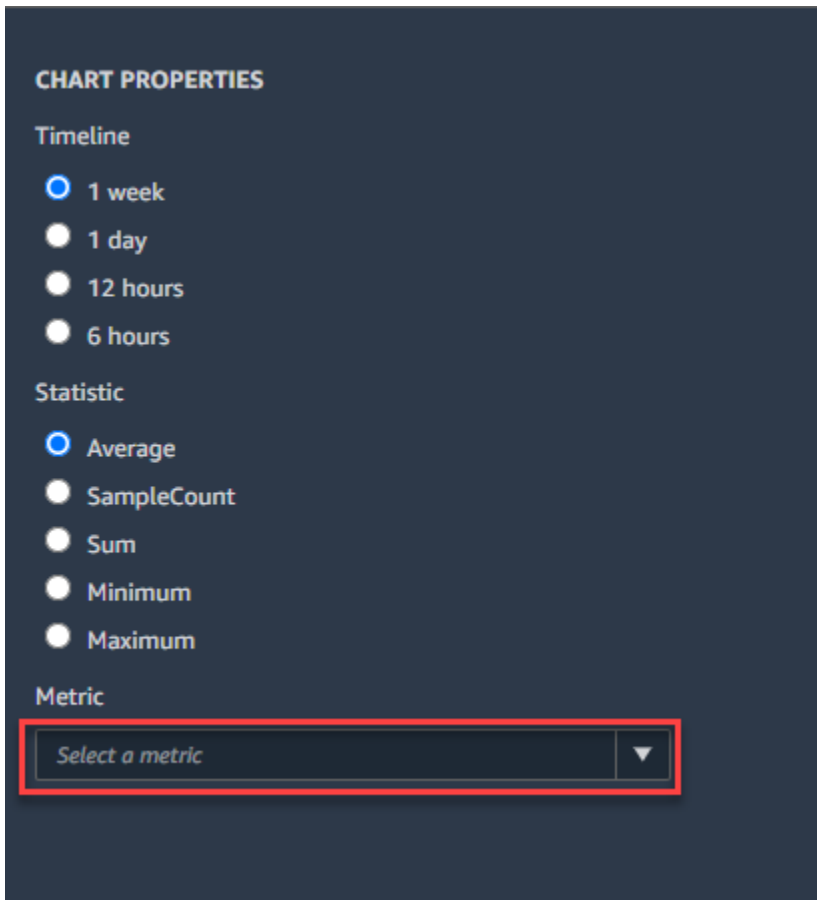 CHART PROPERTIES
Timeline
1 week
1 day
12 hours
6 hours
Statistic
Average
SampleCount
Sum
Minimum
Maximum
Metric
Select a metric